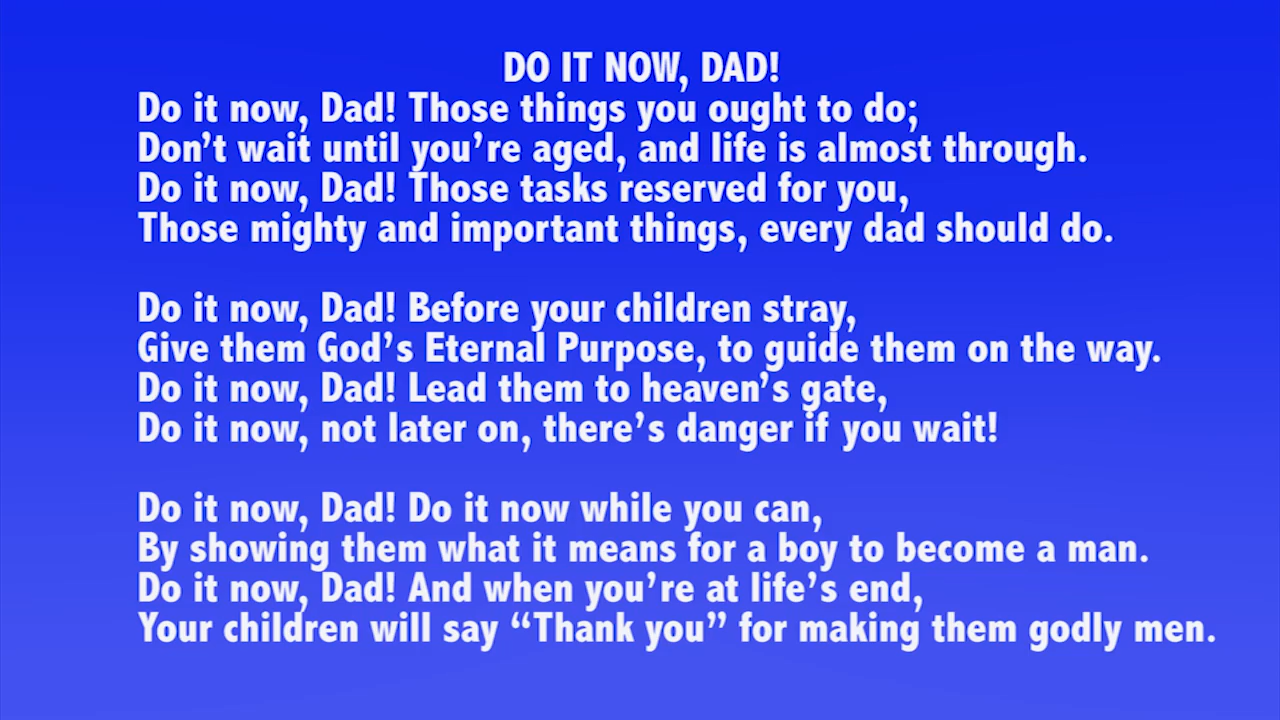 DO IT NOW, DAD!
Do it now, Dad! Those things you ought to do;
Don’t wait until you’re aged, and life is almost through.
Do it now, Dad! Those tasks reserved for you,
Those mighty and important things, every dad should do.
Do it now, Dad! Before your children stray,
Give them God’s Eternal Purpose, to guide them on the way.
Do it now, Dad! Lead them to heaven’s gate,
Do it now, not later on, there’s danger if you wait!
Do it now, Dad! Do it now while you can,
By showing them what it means for a boy to become a man.
Do it now, Dad! And when you’re at life’s end,
Your children will say “Thank you” for making them godly men.